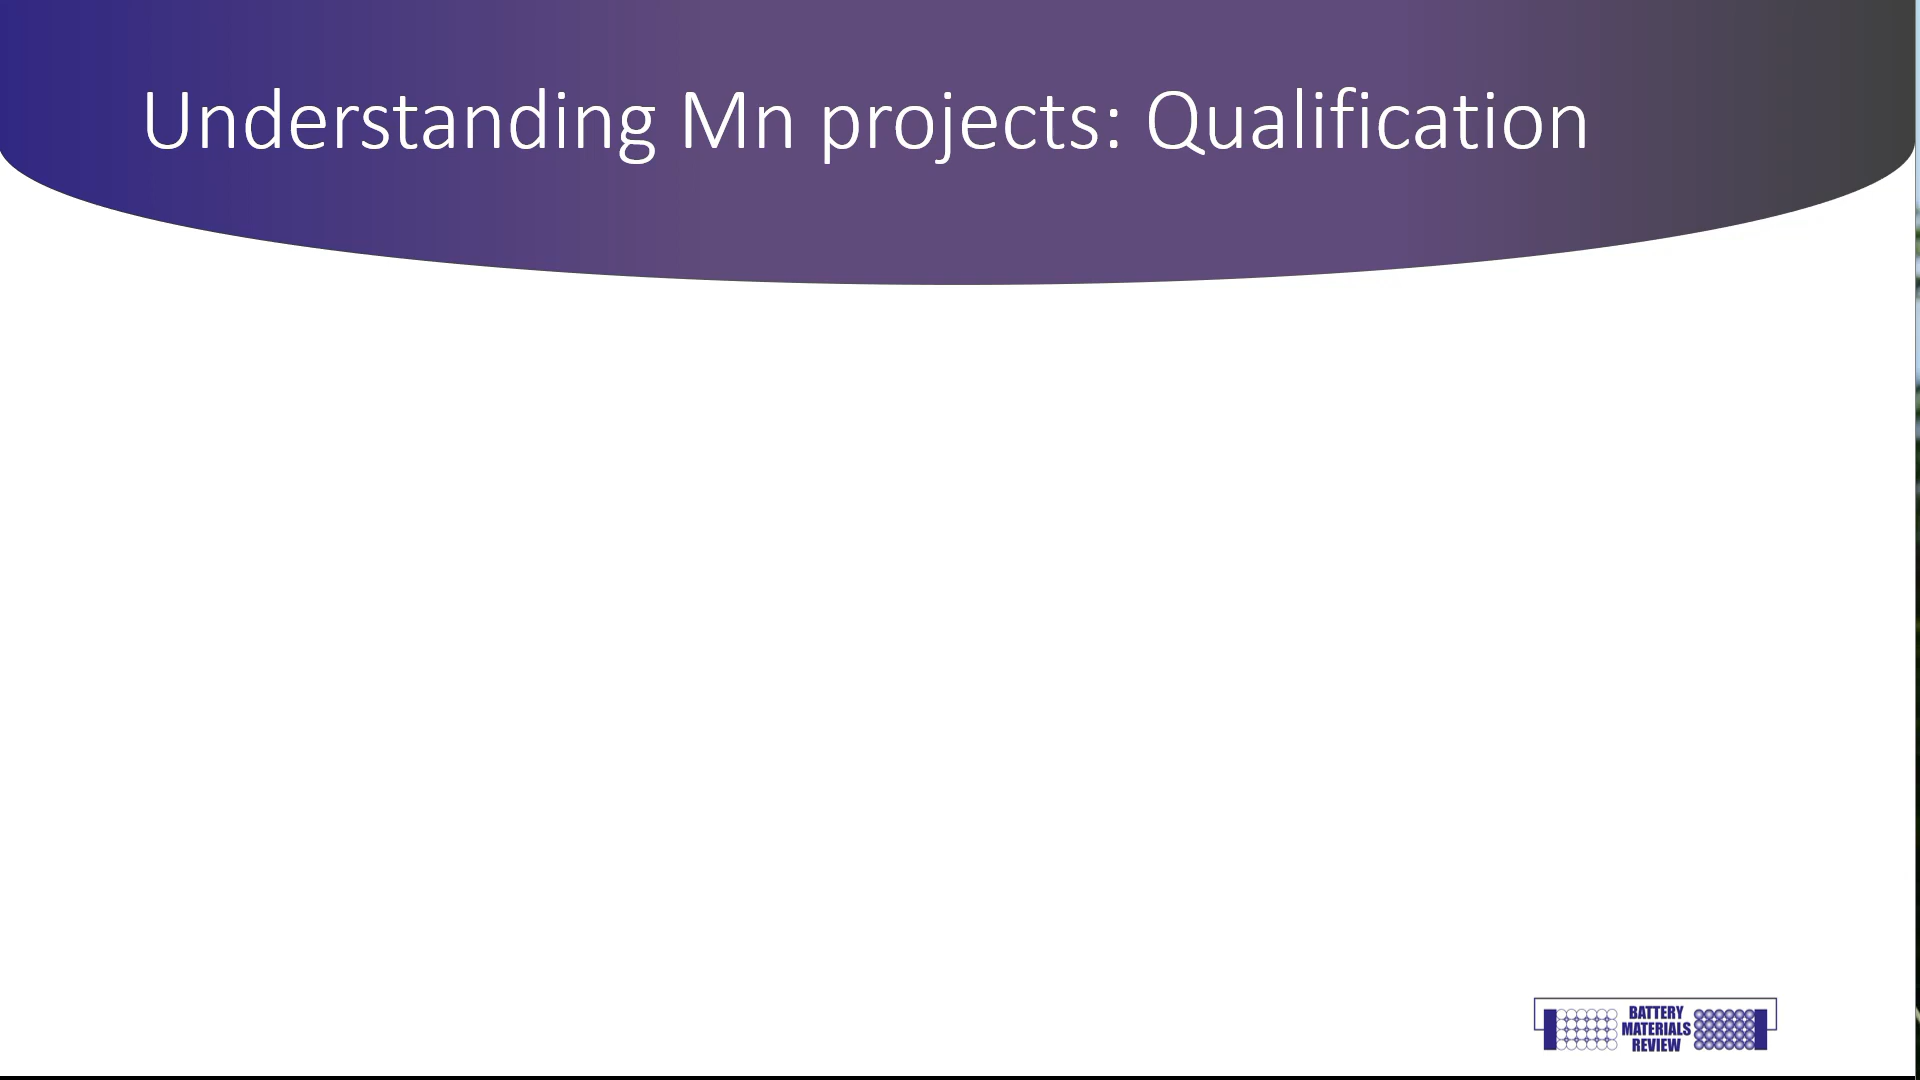 Understanding Mn projects: Qualification
BATTERY
MATERIALS
REVIEW